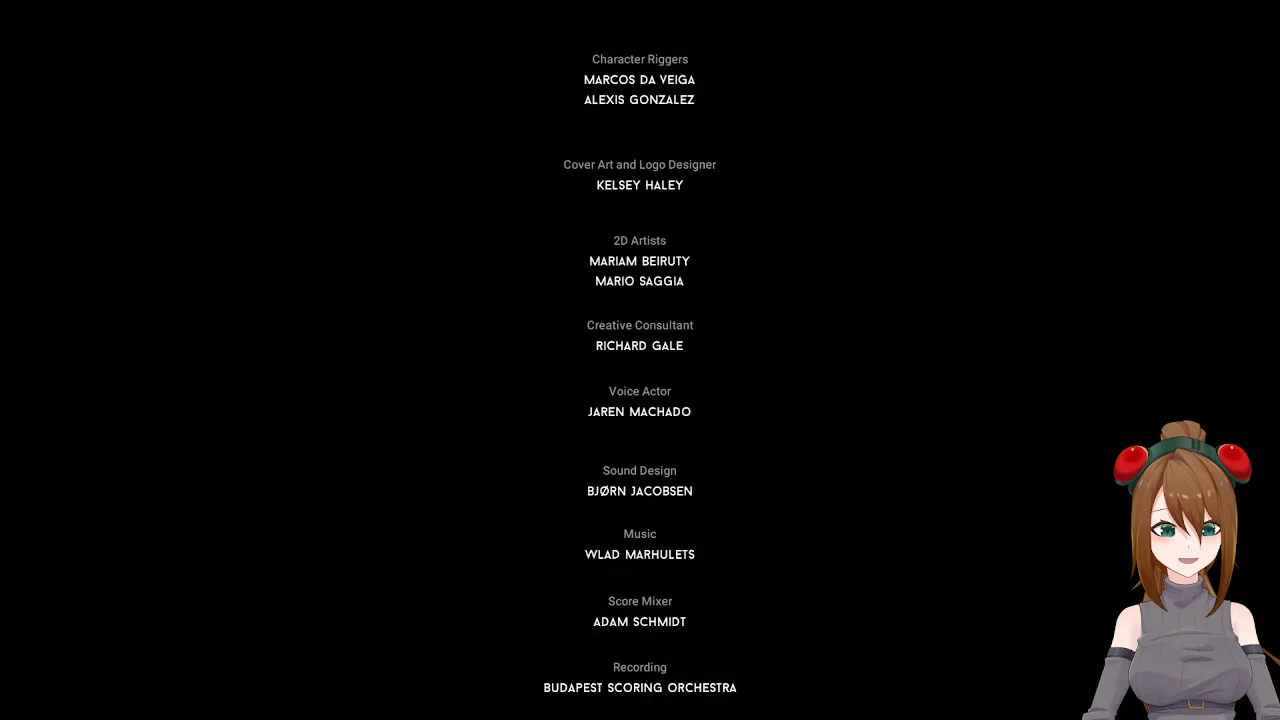 Character Riggers
MARCOS DA VEIGA
ALEXIS GONZALEZ
Cover Art and Logo Designer
KELSEY HALEY
2D Artists
MARIAM BEIRUTY
MARIO SAGGIA
Creative Consultant
RICHARD GALE
Voice Actor
JAREN MACHADO
Sound Design
BJØRN JACOBSEN
Music
WLAD MARHULETS
Score Mixer
ADAM SCHMIDT
Recording
BUDAPEST SCORING ORCHESTRA